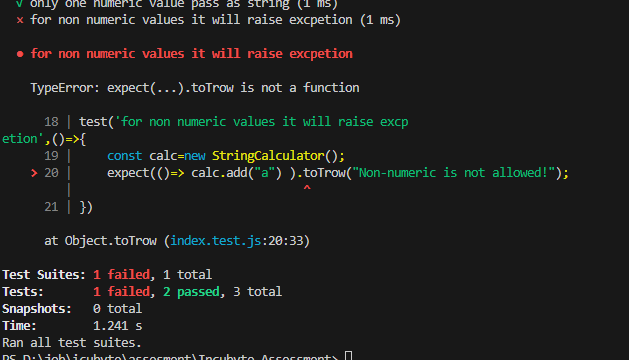 √ only one numeric value pass as string (1 ms)
× for non numeric values it will raise excpetion (1 ms)
● for non numeric values it will raise excpetion
TypeError: expect(...).toTrow is not a function
18 | test('for non numeric values it will raise excp
etion',()=>{
19 |     const calc=new StringCalculator();
> 20 |     expect(()=> calc.add("a") ).toTrow("Non-numeric is not allowed!");
|                                 ^
21 | })
at Object.toTrow (index.test.js:20:33)
Test Suites: 1 failed, 1 total
Tests:       1 failed, 2 passed, 3 total
Snapshots:   0 total
Time:        1.241 s
Ran all test suites.
PS D:\job\icubyte\assesment\Incubyte-Assessment>